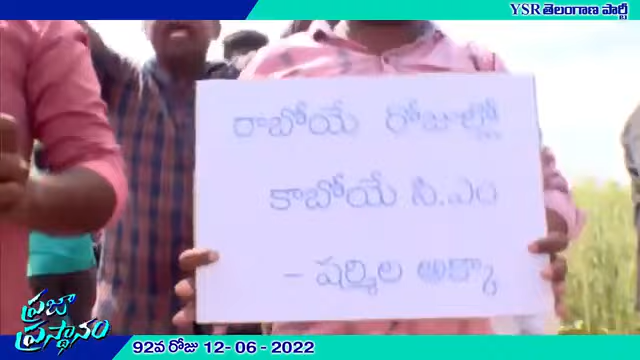 YSR తెలంగాణ పార్టీ
రాబోయే రోజుల్లో
కాబోయే సి.ఎం
- షర్మిల అక్కా
ప్రజా
ప్రస్థానం
92వ రోజు 12-06-2022